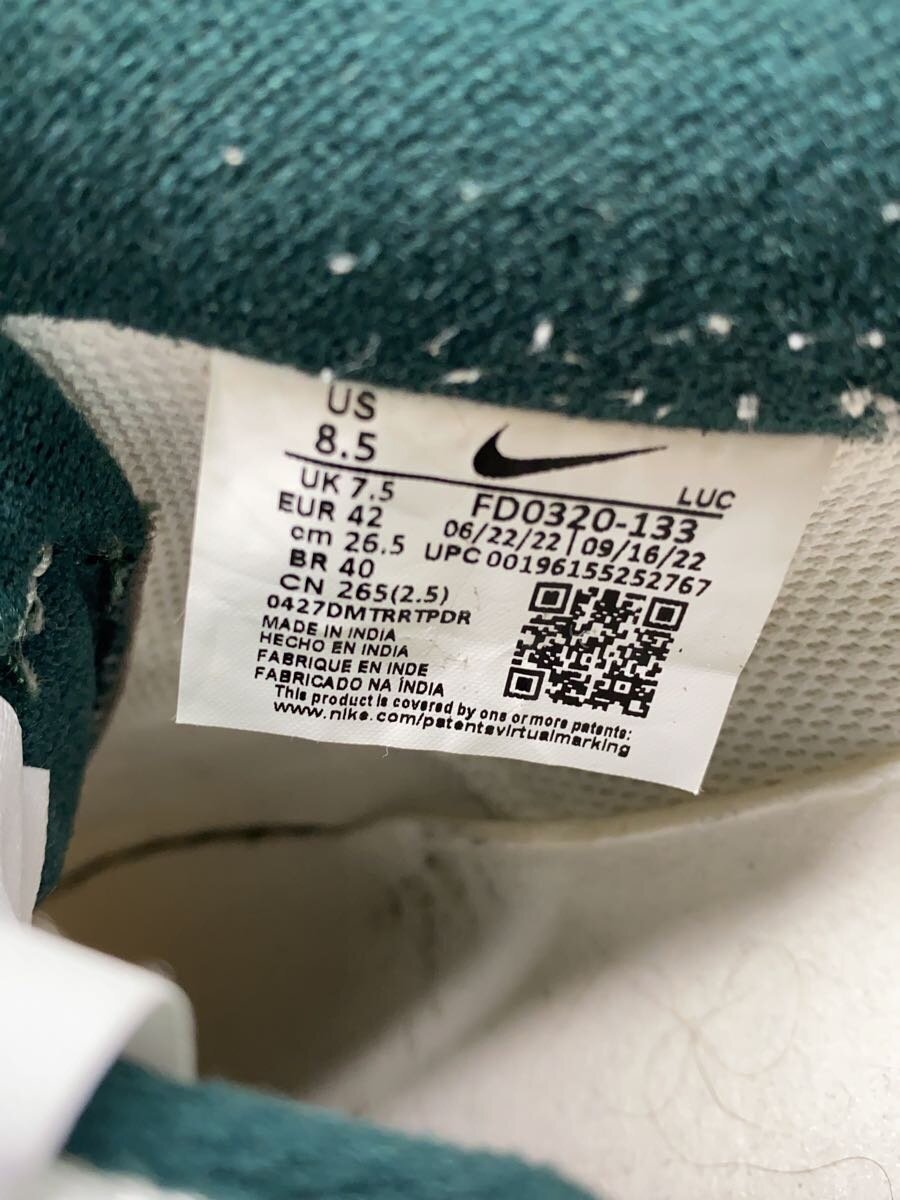 US
8.5
LUC
UK 7.5
FD0320-133
EUR 42
06/22/22 | 09/16/22
cm 26.5
UPC 00196155252767
BR 40
CN 265(2.5)
0427DMTRRTPDR
MADE IN INDIA
HECHO EN INDIA
FABRIQUE EN INDE
FABRICADO NA ÍNDIA
This product is covered by one or more patents:
www.nike.com/patentsvirtualmarking